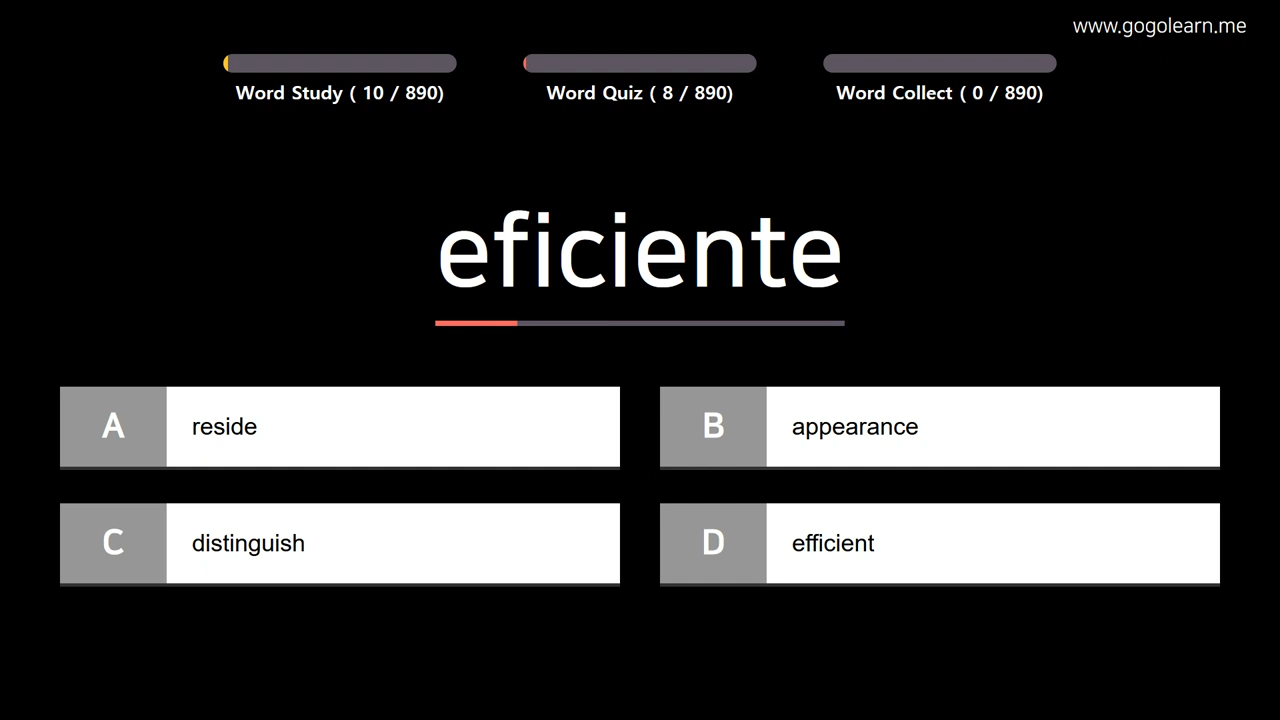 www.gogolearn.me
Word Study ( 10 / 890)
Word Quiz ( 8 / 890)
Word Collect ( 0 / 890)
eficiente
A reside
B appearance
C distinguish
D efficient